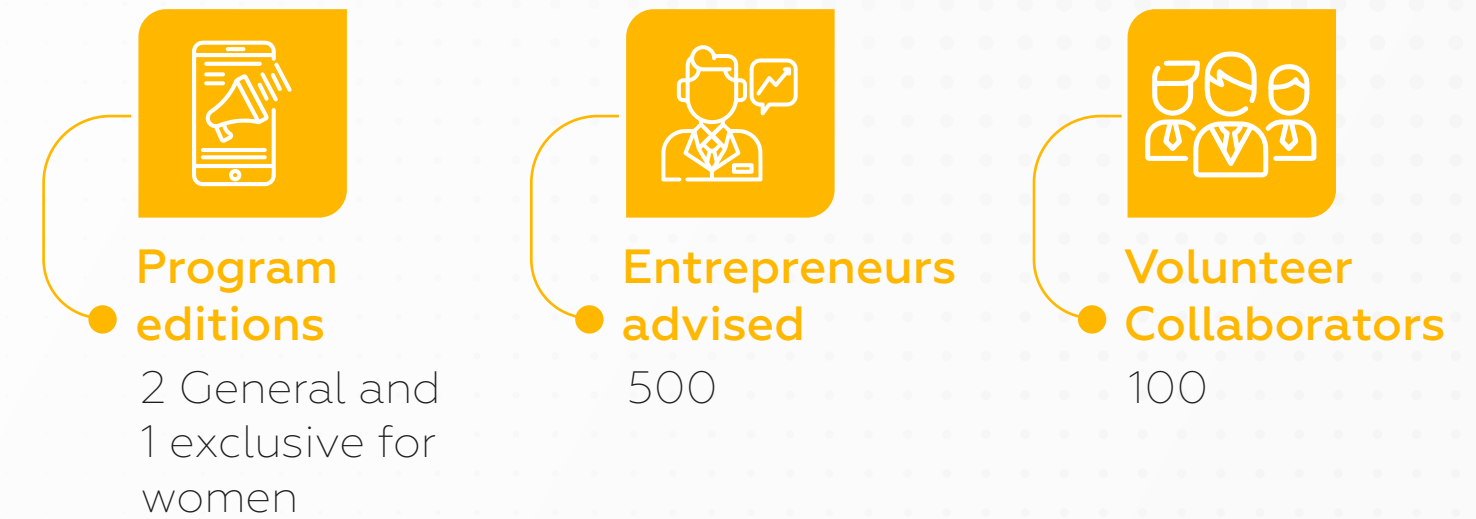 Program
editions
2 General and
1 exclusive for
women
Entrepreneurs
advised
500
Volunteer
Collaborators
100